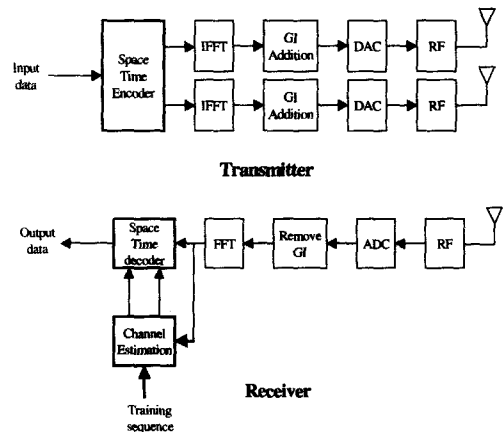 Input
data
Space
Time
Encoder
IFFT
GI
Addition
DAC
RF
IFFT
GI
Addition
DAC
RF
Transmitter
Output
data
Space
Time
decoder
FFT
Remove
GI
ADC
RF
Channel
Estimation
Receiver
Training
sequence